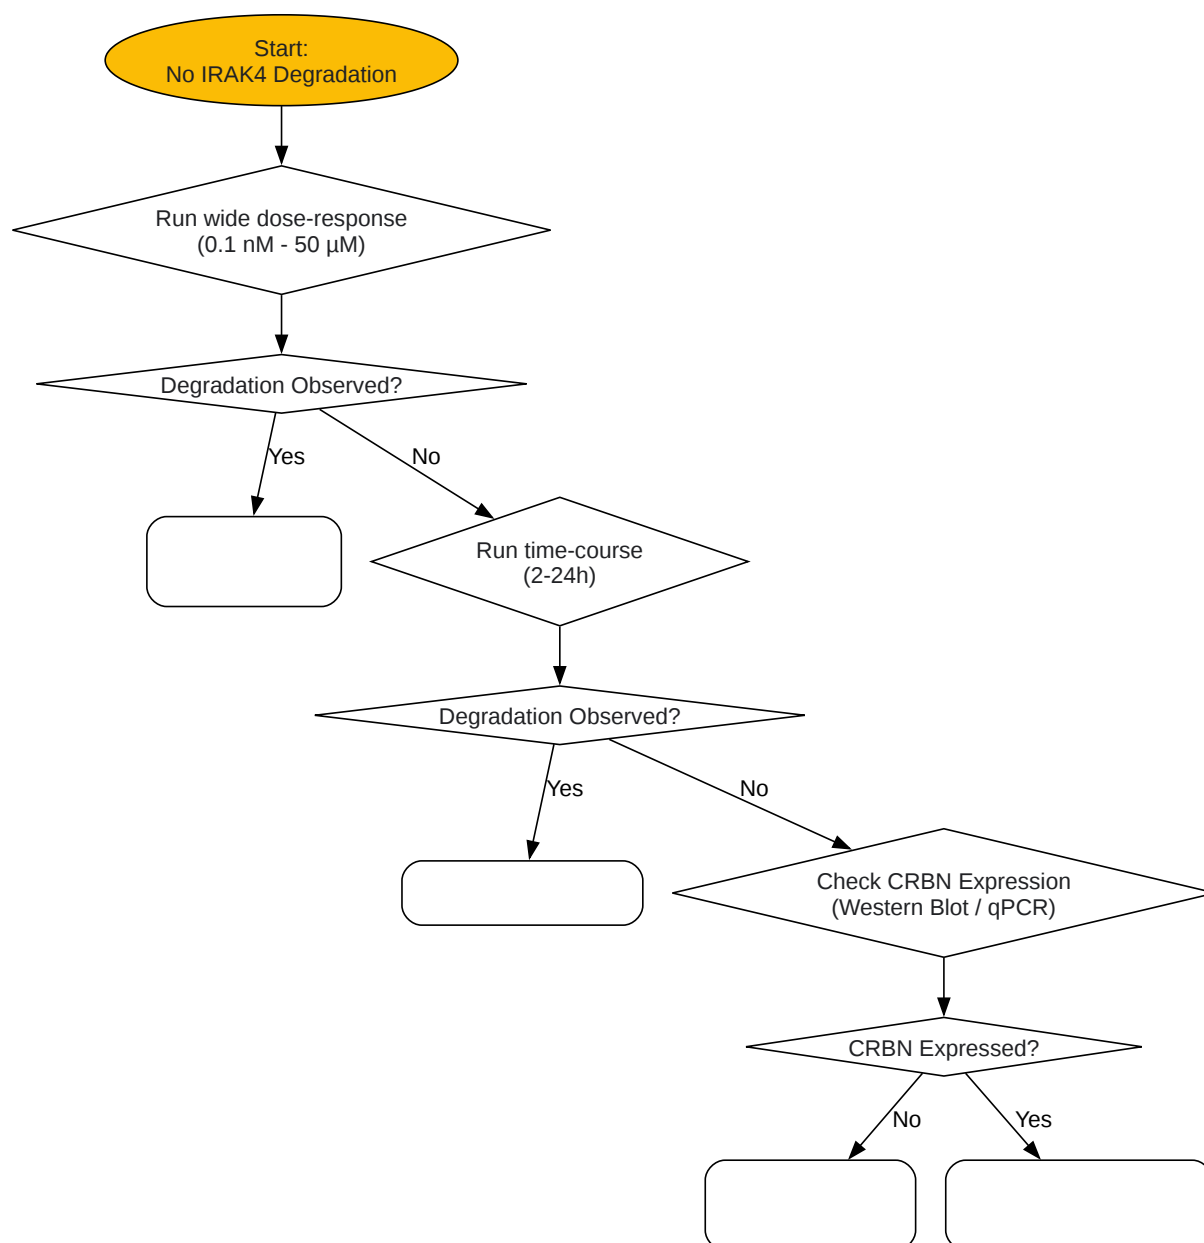 Start:
No IRAK4 Degradation
Run wide dose-response
(0.1 nM - 50 µM)
Degradation Observed?
Yes
No
Run time-course
(2-24h)
Degradation Observed?
Yes
No
Check CRBN Expression
(Western Blot / qPCR)
CRBN Expressed?
No
Yes